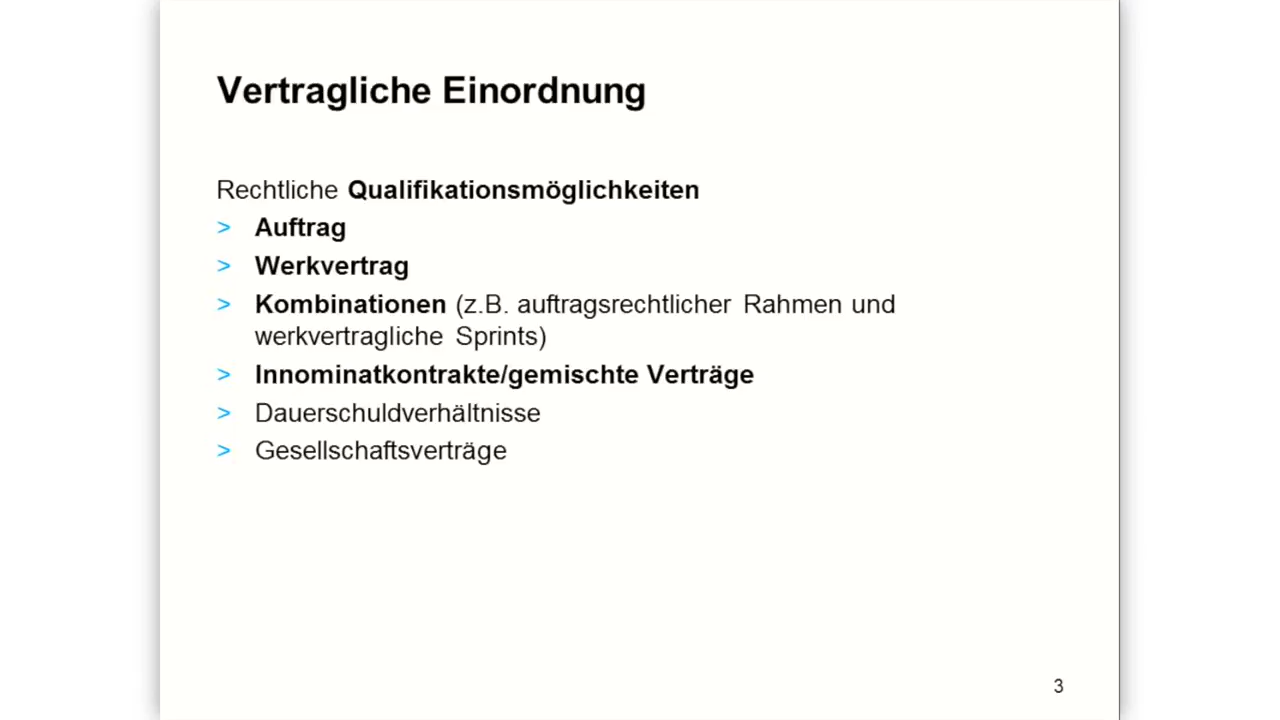 Vertragliche Einordnung
Rechtliche Qualifikationsmöglichkeiten
> Auftrag
> Werkvertrag
> Kombinationen (z.B. auftragsrechtlicher Rahmen und
werkvertragliche Sprints)
> Innominatkontrakte/gemischte Verträge
> Dauerschuldverhältnisse
> Gesellschaftsverträge
3